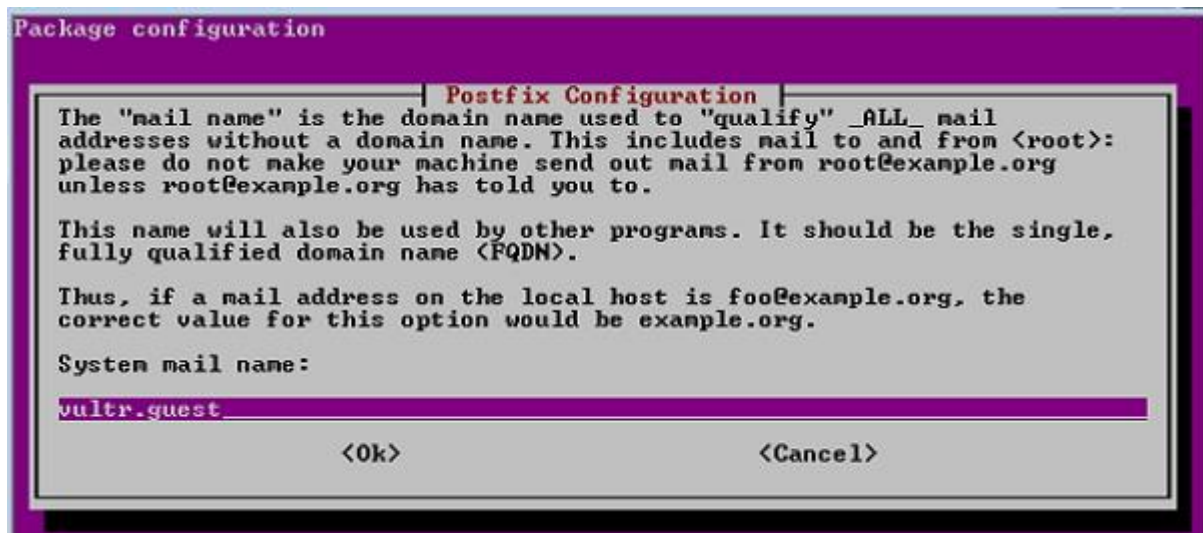 Package configuration
Postfix Configuration
The "mail name" is the domain name used to "qualify" _ALL_ mail
addresses without a domain name. This includes mail to and from <root>:
please do not make your machine send out mail from root@example.org
unless root@example.org has told you to.
This name will also be used by other programs. It should be the single,
fully qualified domain name <FQDN>.
Thus, if a mail address on the local host is foo@example.org, the
correct value for this option would be example.org.
System mail name:
vultr.guest
<Ok> <Cancel>